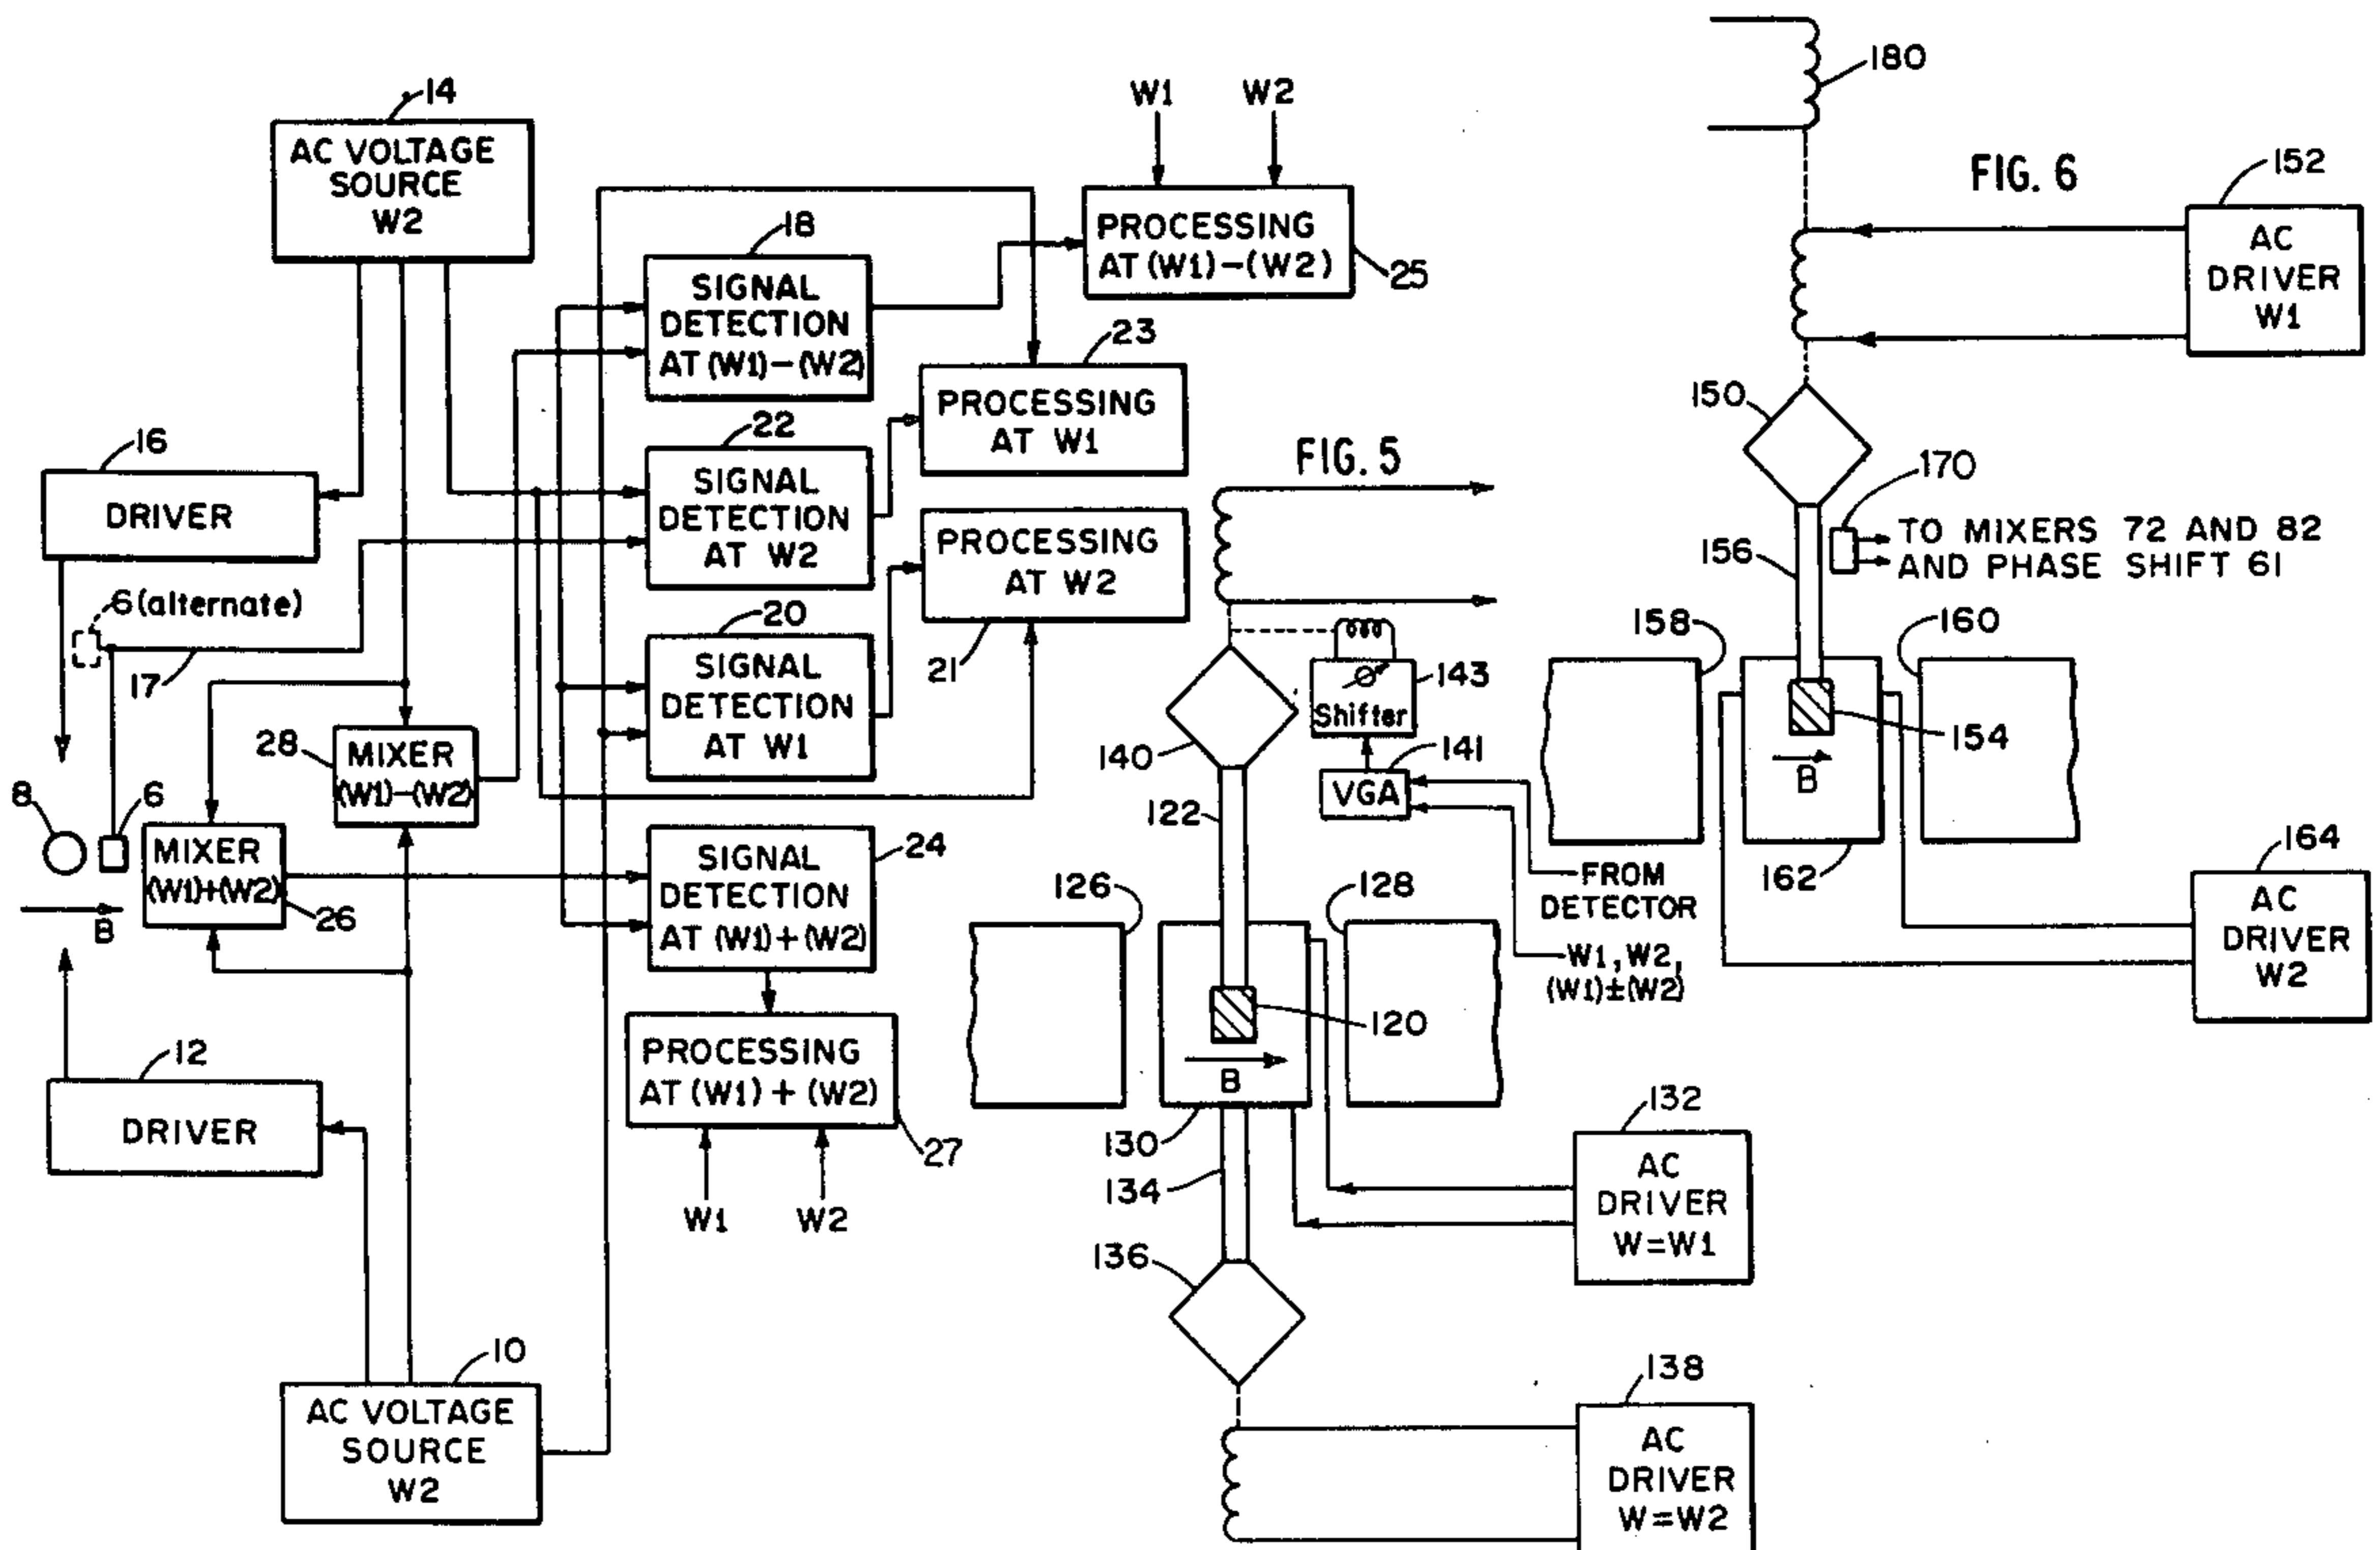 14
AC VOLTAGE
SOURCE
W2
16
DRIVER
6 (alternate)
17
28
MIXER
(W1)-(W2)
8
6
MIXER
(W1)+(W2)
26
B
12
DRIVER
10
AC VOLTAGE
SOURCE
W2
18
SIGNAL
DETECTION
AT (W1)-(W2)
22
SIGNAL
DETECTION
AT W2
20
SIGNAL
DETECTION
AT W1
24
SIGNAL
DETECTION
AT (W1)+(W2)
PROCESSING
AT (W1) + (W2)
27
W1
W2
W1
W2
PROCESSING
AT (W1)-(W2)
25
23
PROCESSING
AT W1
PROCESSING
AT W2
21
FIG. 5
140
143
Shifter
141
VGA
122
FROM
DETECTOR
W1, W2,
(W1)±(W2)
126
128
120
B
130
134
132
AC
DRIVER
W=W1
136
138
AC
DRIVER
W=W2
180
FIG. 6
152
AC
DRIVER
W1
150
170
TO MIXERS 72 AND 82
AND PHASE SHIFT 61
156
158
160
154
B
162
164
AC
DRIVER
W2